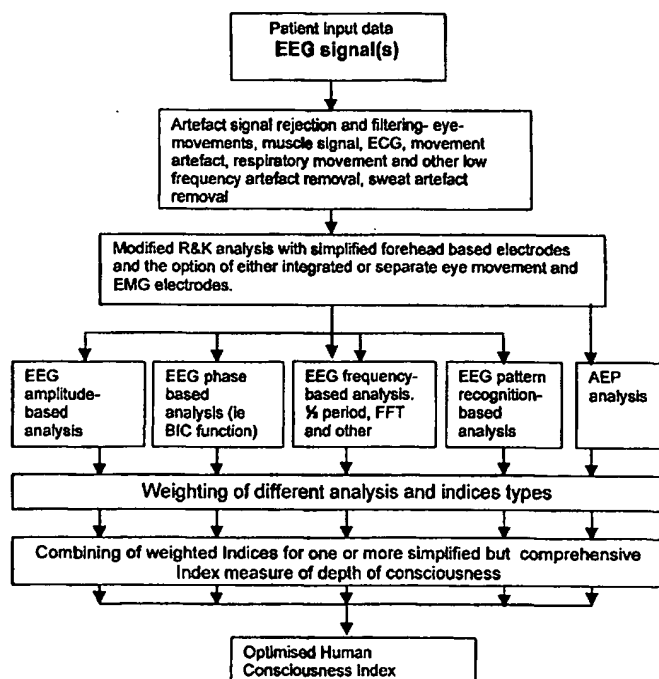 Patient input data
EEG signal(s)
Artefact signal rejection and filtering- eye-
movements, muscle signal, ECG, movement
artefact, respiratory movement and other low
frequency artefact removal, sweat artefact
removal
Modified R&K analysis with simplified forehead based electrodes
and the option of either integrated or separate eye movement and
EMG electrodes.
EEG
amplitude-
based
analysis
EEG phase
based
analysis (ie
BIC function)
EEG frequency-
based analysis.
½ period, FFT
and other
EEG pattern
recognition-
based
analysis
AEP
analysis
Weighting of different analysis and indices types
Combining of weighted Indices for one or more simplified but comprehensive
Index measure of depth of consciousness
Optimised Human
Consciousness Index